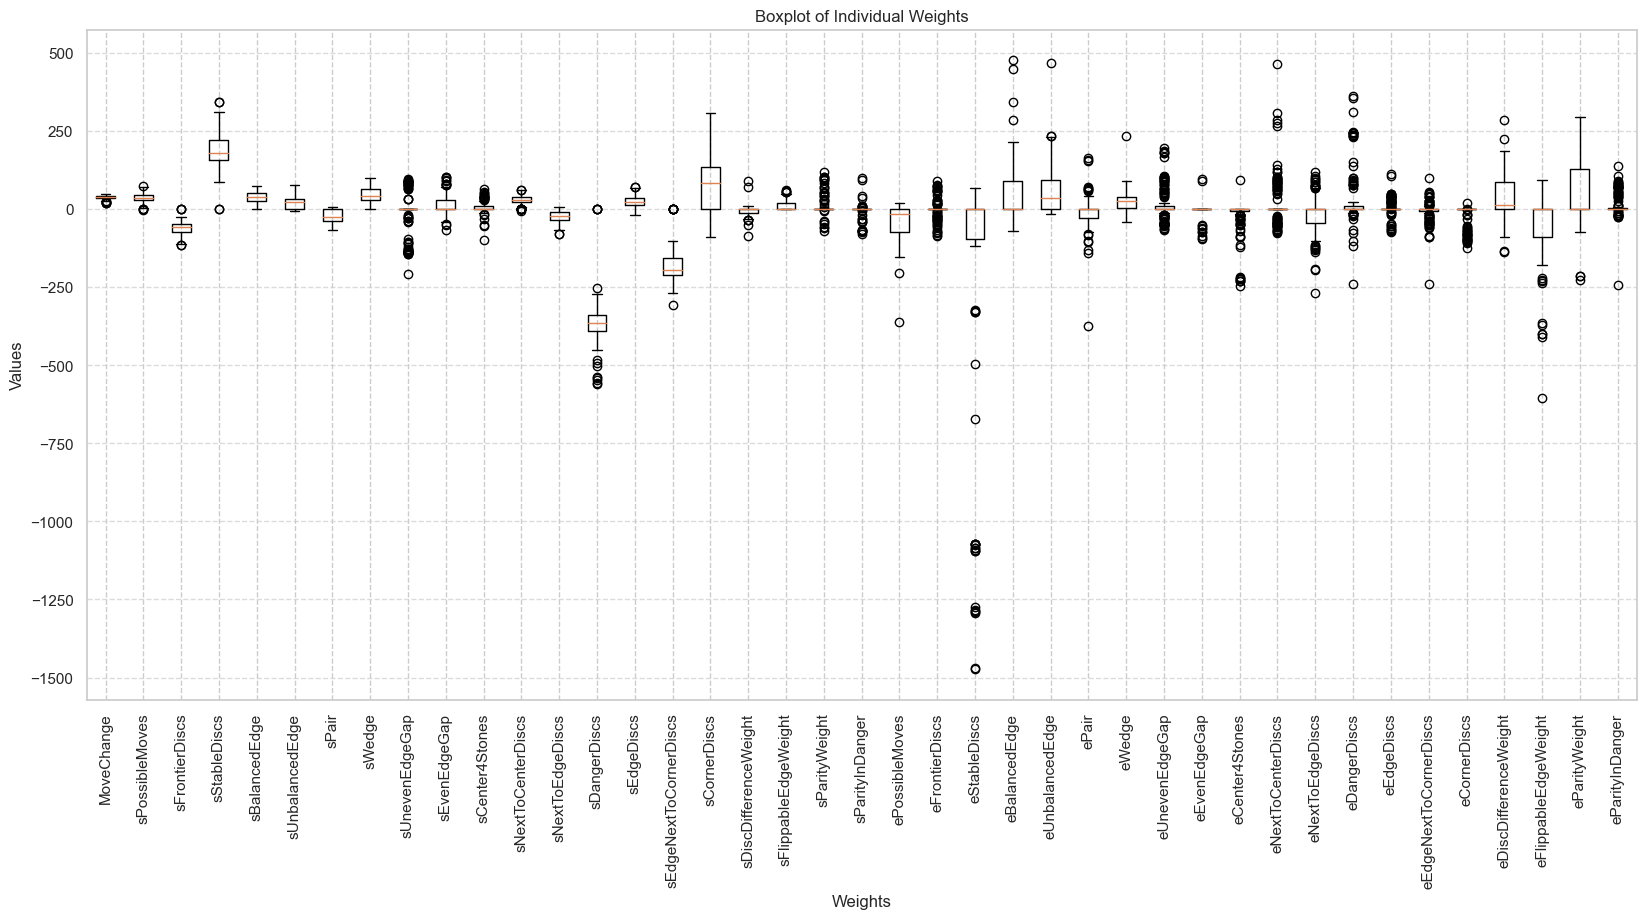 Boxplot of Individual Weights
Values
500
250
0
−250
−500
−750
−1000
−1250
−1500
MoveChange
sPossibleMoves
sFrontierDiscs
sStableDiscs
sBalancedEdge
sUnbalancedEdge
sPair
sWedge
sUnevenEdgeGap
sEvenEdgeGap
sCenter4Stones
sNextToCenterDiscs
sNextToEdgeDiscs
sDangerDiscs
sEdgeDiscs
sEdgeNextToCornerDiscs
sCornerDiscs
sDiscDifferenceWeight
sFlippableEdgeWeight
sParityWeight
sParityInDanger
ePossibleMoves
eFrontierDiscs
eStableDiscs
eBalancedEdge
eUnbalancedEdge
ePair
eWedge
eUnevenEdgeGap
eEvenEdgeGap
eCenter4Stones
eNextToCenterDiscs
eNextToEdgeDiscs
eDangerDiscs
eEdgeDiscs
eEdgeNextToCornerDiscs
eCornerDiscs
eDiscDifferenceWeight
eFlippableEdgeWeight
eParityWeight
eParityInDanger
Weights